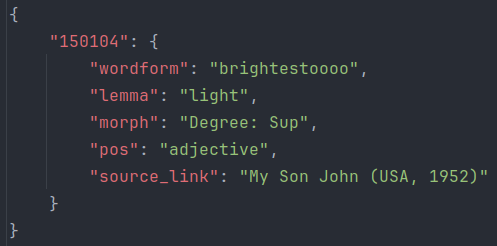 {
"150104": {
"wordform": "brightestoooo",
"lemma": "light",
"morph": "Degree: Sup",
"pos": "adjective",
"source_link": "My Son John (USA, 1952)"
}
}